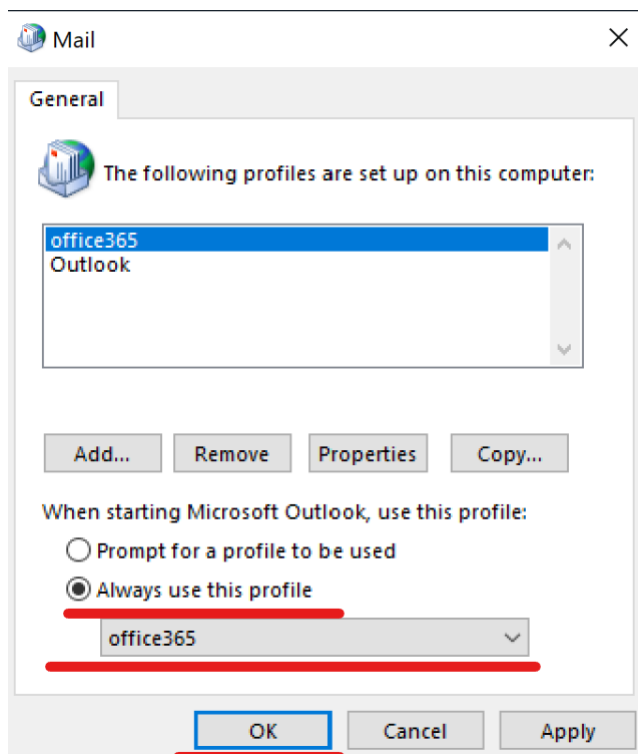 Mail
General
The following profiles are set up on this computer:
office365
Outlook
Add... Remove Properties Copy...
When starting Microsoft Outlook, use this profile:
Prompt for a profile to be used
Always use this profile
office365
OK Cancel Apply